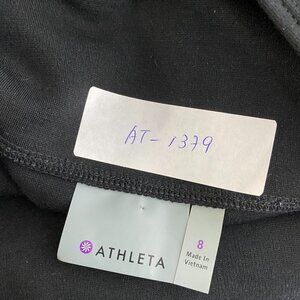 AT-1379
ATHLETA
8
Made In
Vietnam